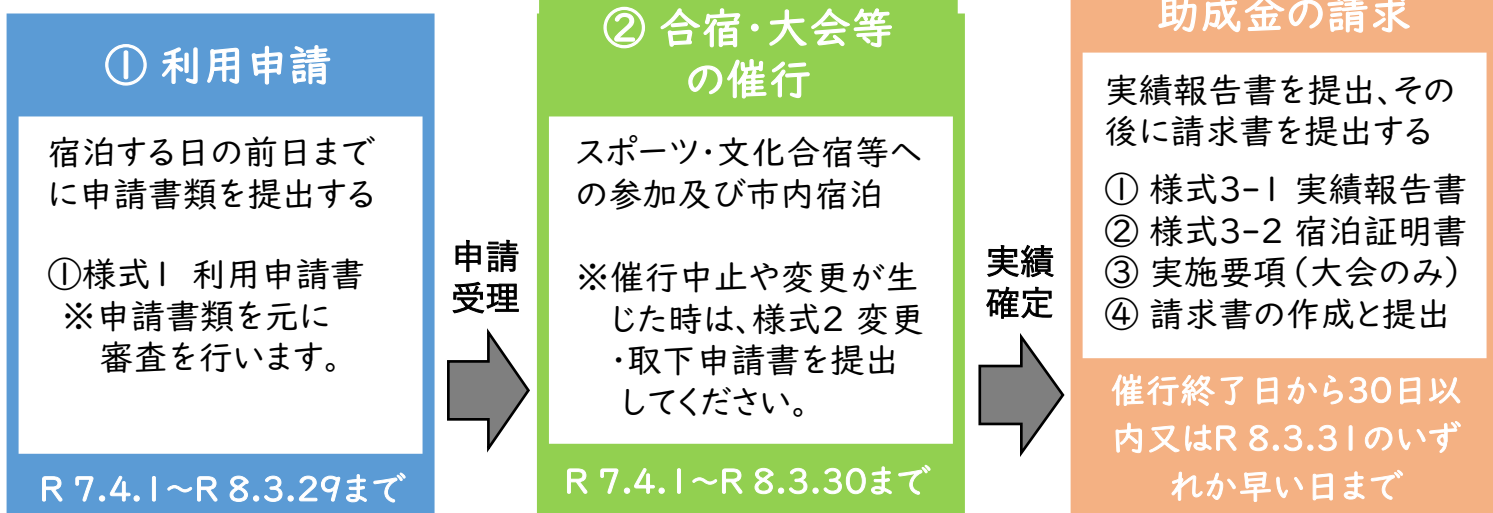 ① 利用申請
宿泊する日の前日まで
に申請書類を提出する
①様式1 利用申請書
※申請書類を元に
審査を行います。
R 7.4.1～R 8.3.29まで
申請
受理
② 合宿・大会等
の催行
スポーツ・文化合宿等へ
の参加及び市内宿泊
※催行中止や変更が生
じた時は、様式2 変更
・取下申請書を提出
してください。
R 7.4.1～R 8.3.30まで
実績
確定
助成金の請求
実績報告書を提出、その
後に請求書を提出する
① 様式3-1 実績報告書
② 様式3-2 宿泊証明書
③ 実施要項（大会のみ）
④ 請求書の作成と提出
催行終了日から30日以
内又はR 8.3.31のいず
れか早い日まで